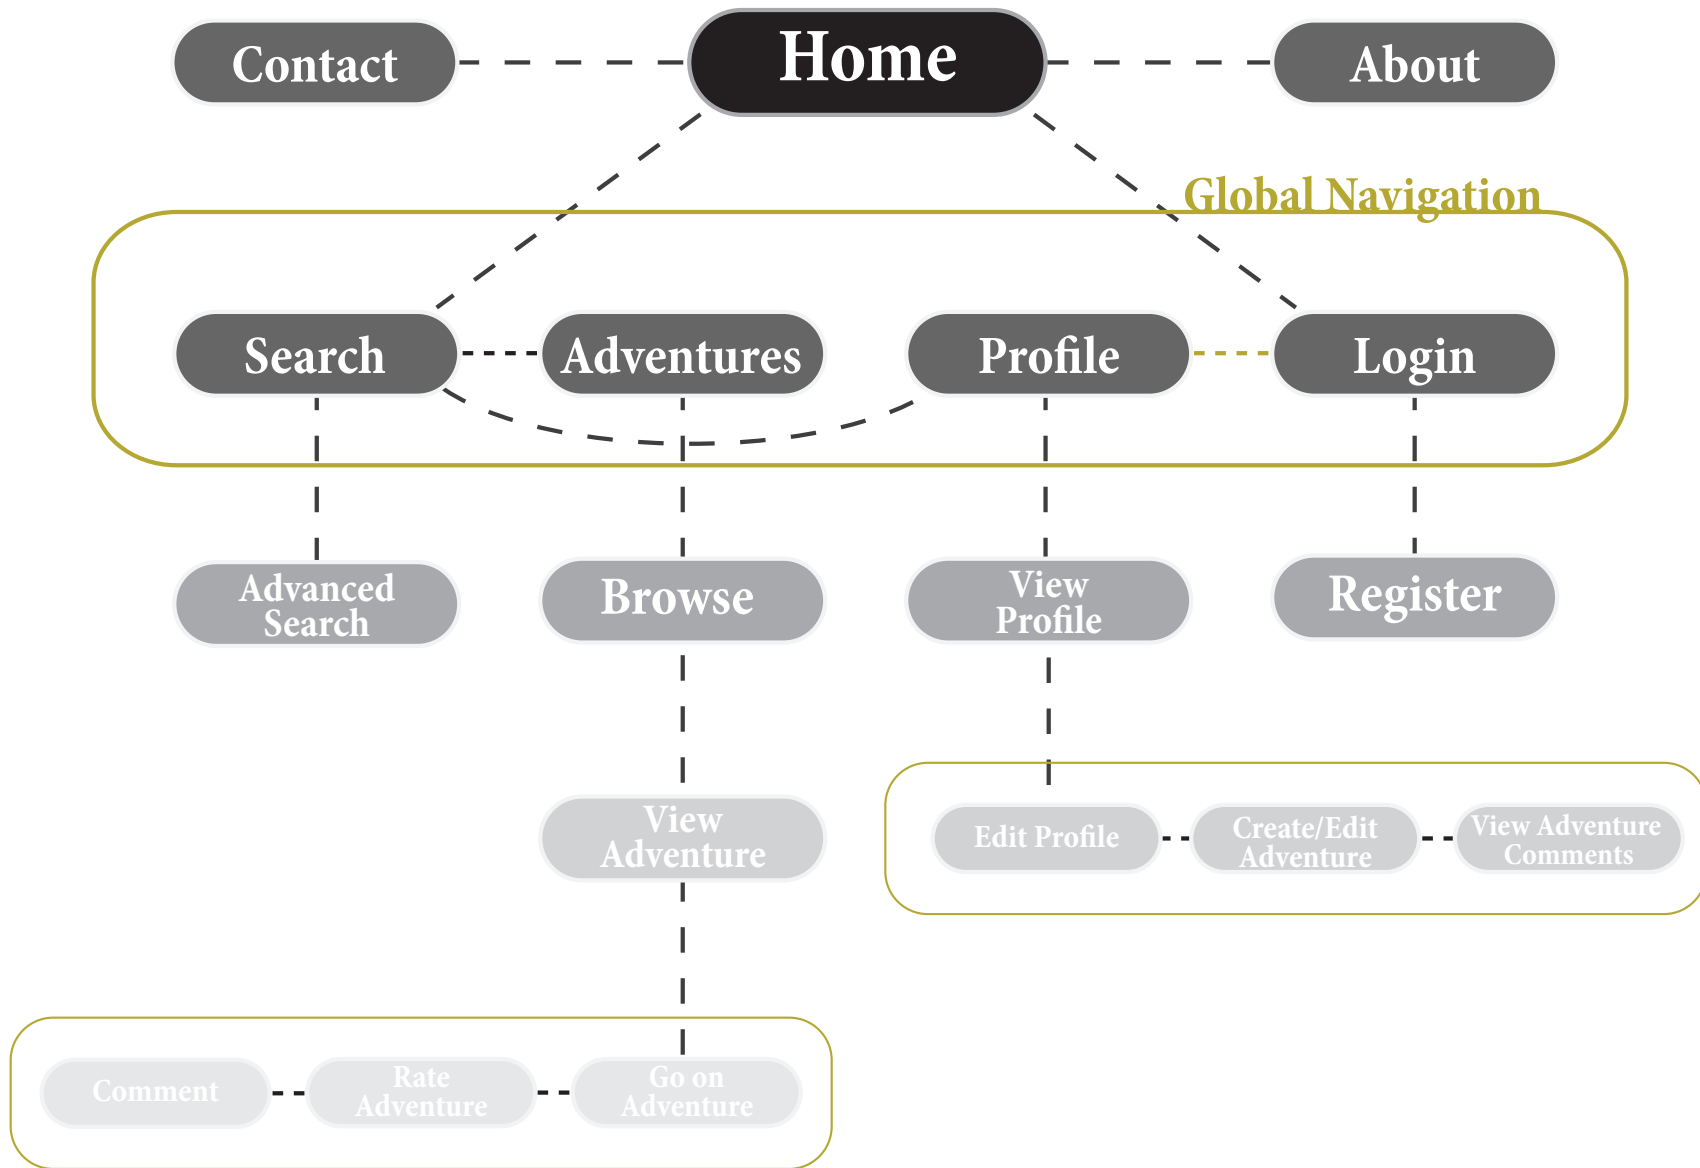 Contact
Home
About
Global Navigation
Search
Adventures
Profile
Login
Advanced
Search
Browse
View
Profile
Register
View
Adventure
Edit Profile
Create/Edit
Adventure
View Adventure
Comments
Comment
Rate
Adventure
Go on
Adventure